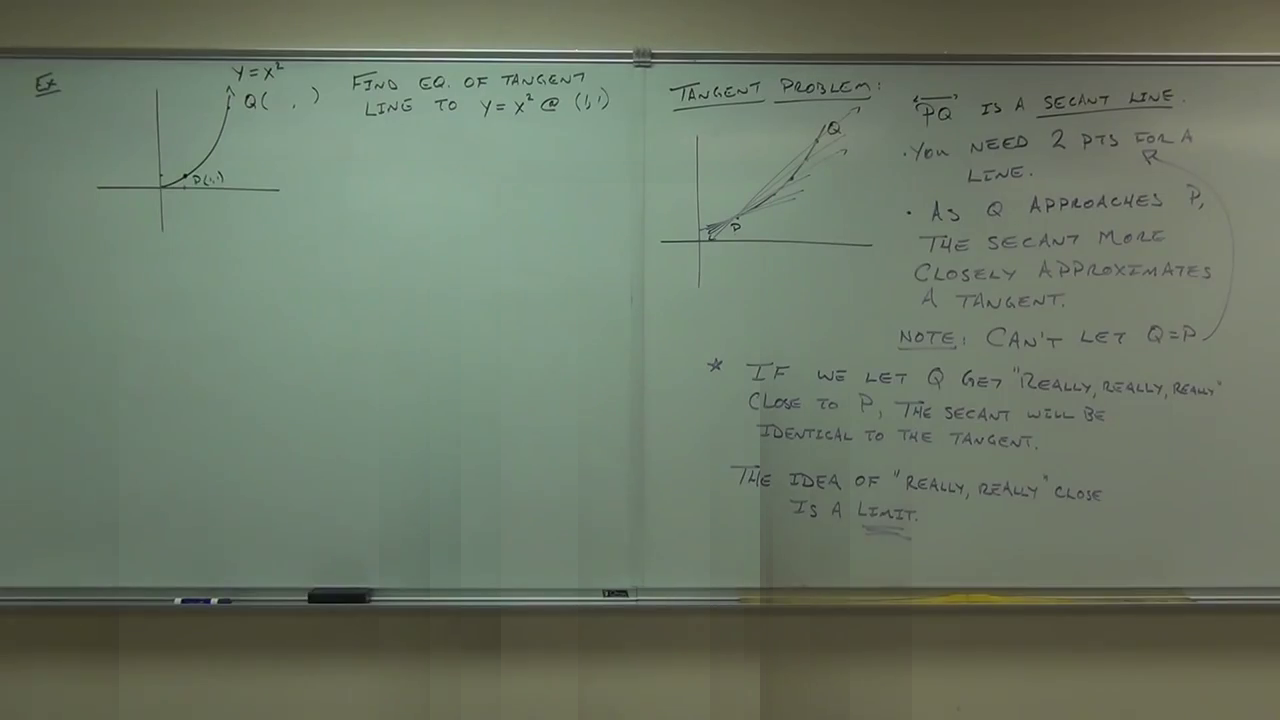 Ex
Y = X²
Q( , )
P(1,1)
FIND EQ. OF TANGENT
LINE TO Y = X² @ (1,1)
TANGENT PROBLEM:
Q
P
PQ IS A SECANT LINE.
• YOU NEED 2 PTS FOR A
LINE.
• AS Q APPROACHES P,
THE SECANT MORE
CLOSELY APPROXIMATES
A TANGENT.
NOTE: CAN'T LET Q=P
* IF WE LET Q GET "REALLY, REALLY, REALLY"
CLOSE TO P, THE SECANT WILL BE
IDENTICAL TO THE TANGENT.
THE IDEA OF "REALLY, REALLY" CLOSE
IS A LIMIT.